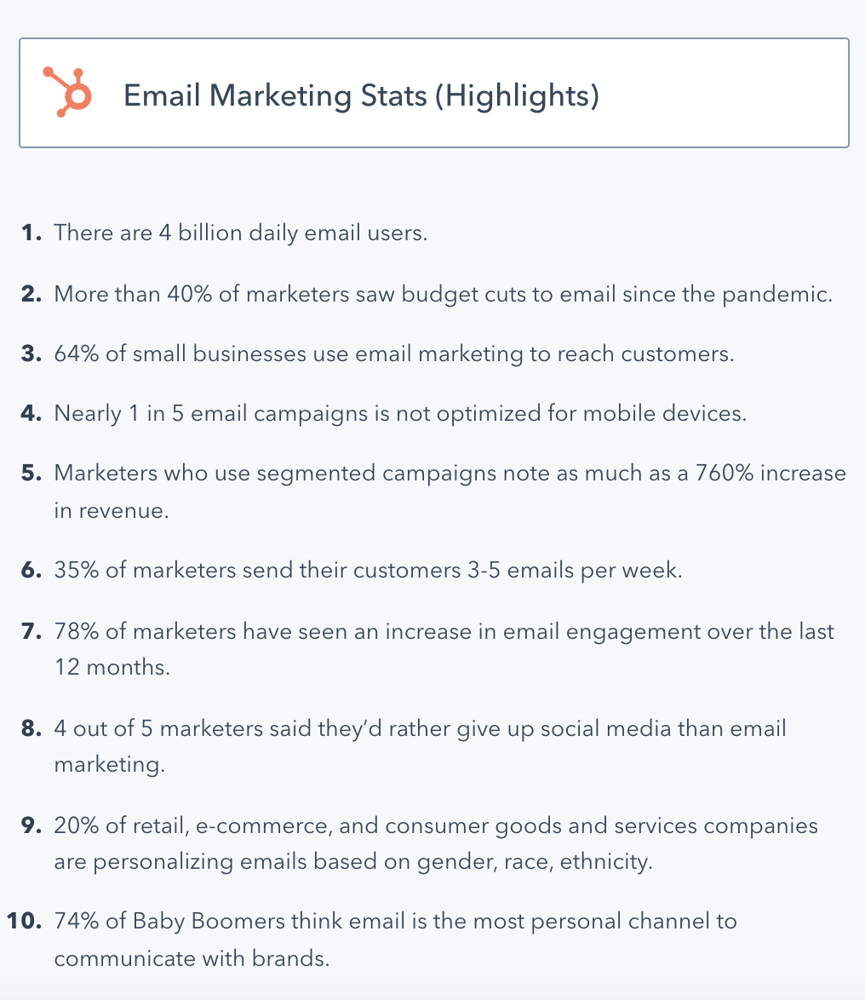 Email Marketing Stats (Highlights)
1. There are 4 billion daily email users.
2. More than 40% of marketers saw budget cuts to email since the pandemic.
3. 64% of small businesses use email marketing to reach customers.
4. Nearly 1 in 5 email campaigns is not optimized for mobile devices.
5. Marketers who use segmented campaigns note as much as a 760% increase
in revenue.
6. 35% of marketers send their customers 3-5 emails per week.
7. 78% of marketers have seen an increase in email engagement over the last
12 months.
8. 4 out of 5 marketers said they’d rather give up social media than email
marketing.
9. 20% of retail, e-commerce, and consumer goods and services companies
are personalizing emails based on gender, race, ethnicity.
10. 74% of Baby Boomers think email is the most personal channel to
communicate with brands.